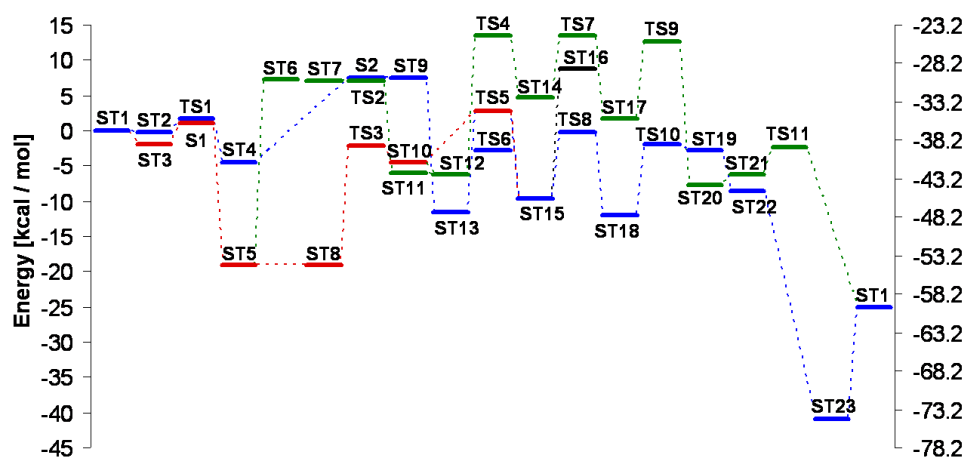 15
10
5
0
-5
-10
-15
-20
-25
-30
-35
-40
-45
Energy [kcal / mol]
ST1
ST2
ST3
TS1
S1
ST4
ST5
ST6
ST7
ST8
S2
TS2
TS3
ST9
ST10
ST11
ST12
ST13
TS4
TS5
TS6
ST14
ST15
TS7
ST16
TS8
ST17
ST18
TS9
TS10
ST19
ST20
ST21
ST22
TS11
ST23
ST1
-23.2
-28.2
-33.2
-38.2
-43.2
-48.2
-53.2
-58.2
-63.2
-68.2
-73.2
-78.2